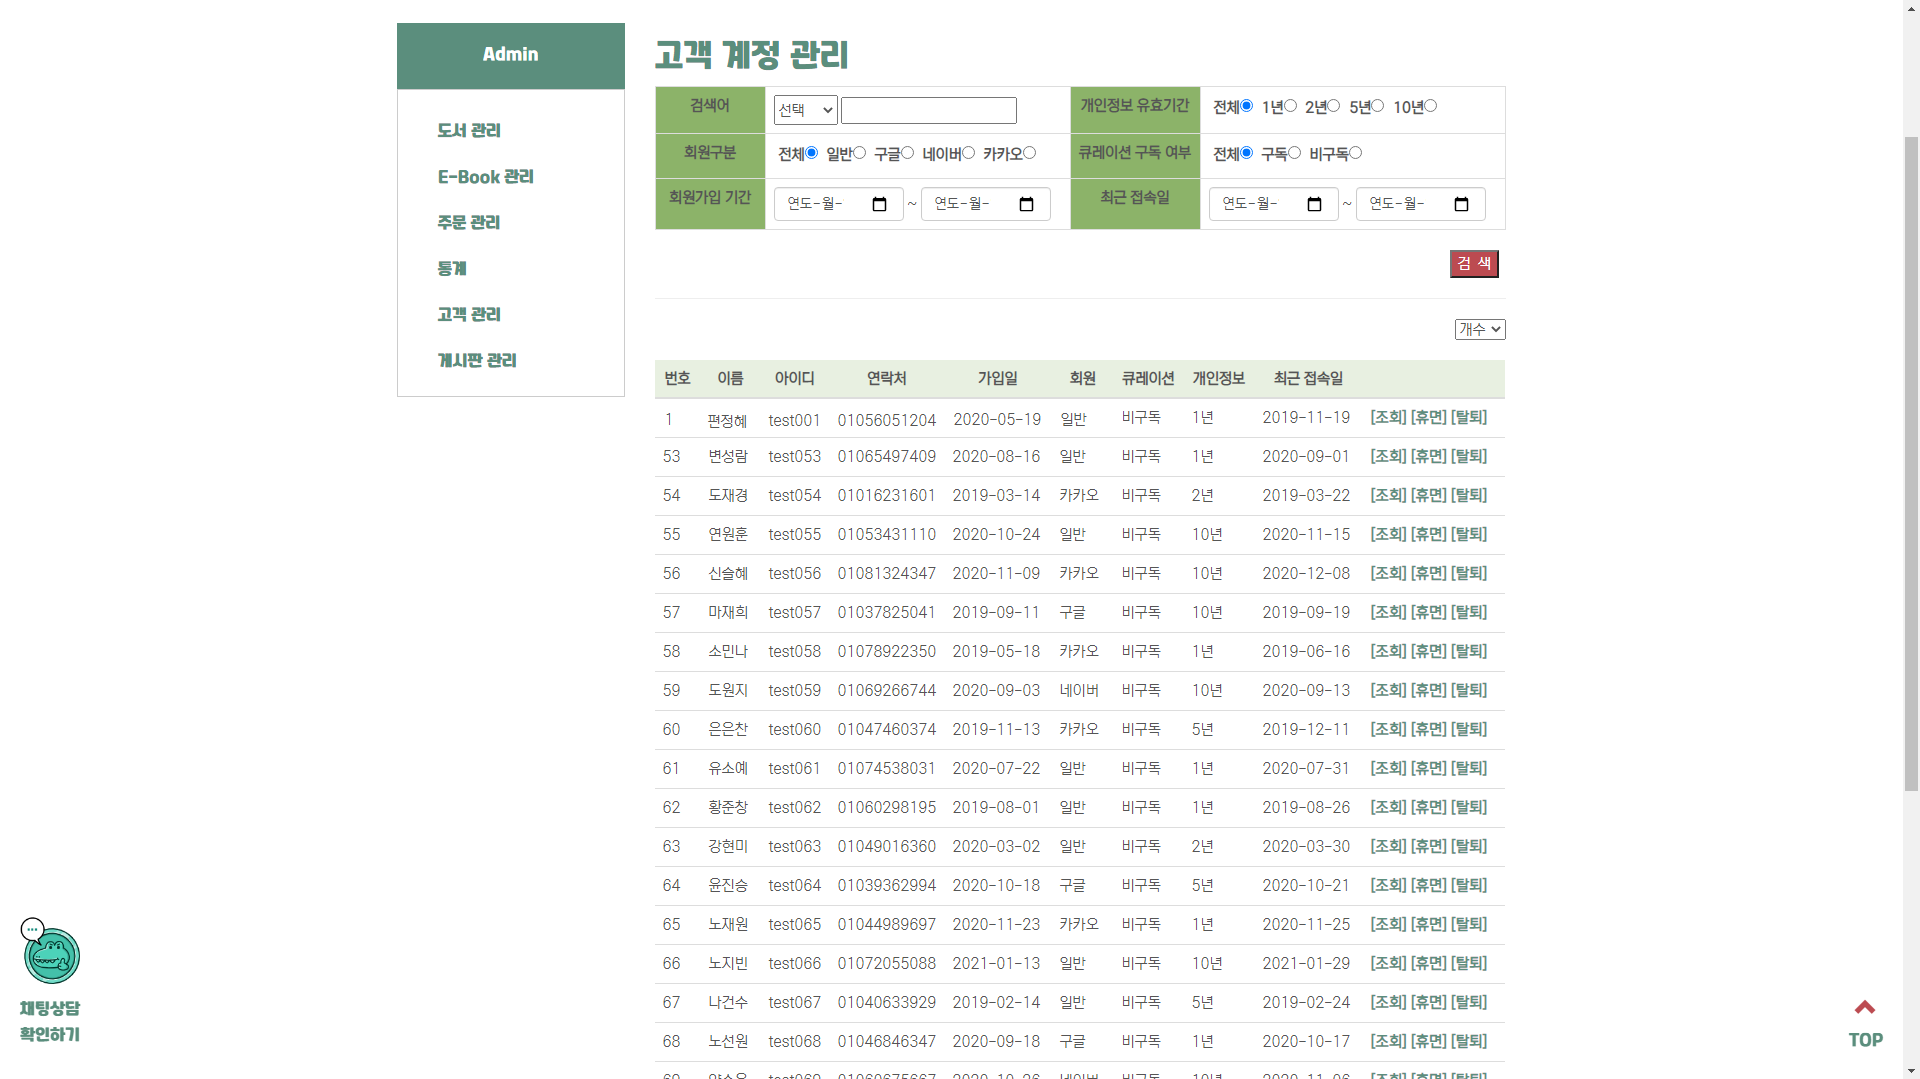 Admin
도서 관리
E-Book 관리
주문 관리
통계
고객 관리
게시판 관리
고객 계정 관리
검색어 선택 개인정보 유효기간 전체 1년 2년 5년 10년
회원구분 전체 일반 구글 네이버 카카오 큐레이션 구독 여부 전체 구독 비구독
회원가입 기간 연도-월- ~ 연도-월- 최근 접속일 연도-월- ~ 연도-월-
검 색
개수
번호 이름 아이디 연락처 가입일 회원 큐레이션 개인정보 최근 접속일
1 편정혜 test001 01056051204 2020-05-19 일반 비구독 1년 2019-11-19 [조회] [휴면] [탈퇴]
53 변성람 test053 01065497409 2020-08-16 일반 비구독 1년 2020-09-01 [조회] [휴면] [탈퇴]
54 도재경 test054 01016231601 2019-03-14 카카오 비구독 2년 2019-03-22 [조회] [휴면] [탈퇴]
55 연원훈 test055 01053431110 2020-10-24 일반 비구독 10년 2020-11-15 [조회] [휴면] [탈퇴]
56 신슬혜 test056 01081324347 2020-11-09 카카오 비구독 10년 2020-12-08 [조회] [휴면] [탈퇴]
57 마재희 test057 01037825041 2019-09-11 구글 비구독 10년 2019-09-19 [조회] [휴면] [탈퇴]
58 소민나 test058 01078922350 2019-05-18 카카오 비구독 1년 2019-06-16 [조회] [휴면] [탈퇴]
59 도원지 test059 01069266744 2020-09-03 네이버 비구독 10년 2020-09-13 [조회] [휴면] [탈퇴]
60 은은찬 test060 01047460374 2019-11-13 카카오 비구독 5년 2019-12-11 [조회] [휴면] [탈퇴]
61 유소예 test061 01074538031 2020-07-22 일반 비구독 1년 2020-07-31 [조회] [휴면] [탈퇴]
62 황준창 test062 01060298195 2019-08-01 일반 비구독 1년 2019-08-26 [조회] [휴면] [탈퇴]
63 강현미 test063 01049016360 2020-03-02 일반 비구독 2년 2020-03-30 [조회] [휴면] [탈퇴]
64 윤진승 test064 01039362994 2020-10-18 구글 비구독 5년 2020-10-21 [조회] [휴면] [탈퇴]
65 노재원 test065 01044989697 2020-11-23 카카오 비구독 1년 2020-11-25 [조회] [휴면] [탈퇴]
66 노지빈 test066 01072055088 2021-01-13 일반 비구독 10년 2021-01-29 [조회] [휴면] [탈퇴]
67 나건수 test067 01040633929 2019-02-14 일반 비구독 5년 2019-02-24 [조회] [휴면] [탈퇴]
68 노선원 test068 01046846347 2020-09-18 구글 비구독 1년 2020-10-17 [조회] [휴면] [탈퇴]
채팅상담
확인하기
TOP